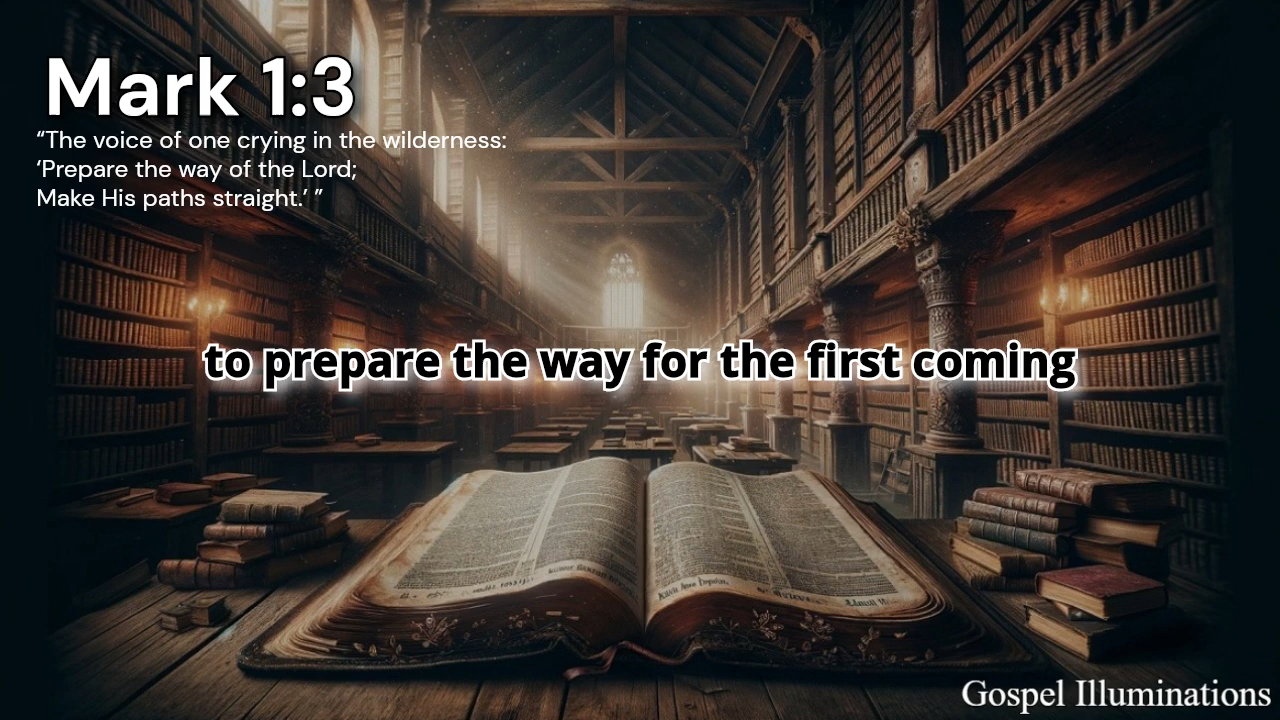 Mark 1:3
“The voice of one crying in the wilderness:
‘Prepare the way of the Lord;
Make His paths straight.’ ”
to prepare the way for the first coming
Gospel Illuminations